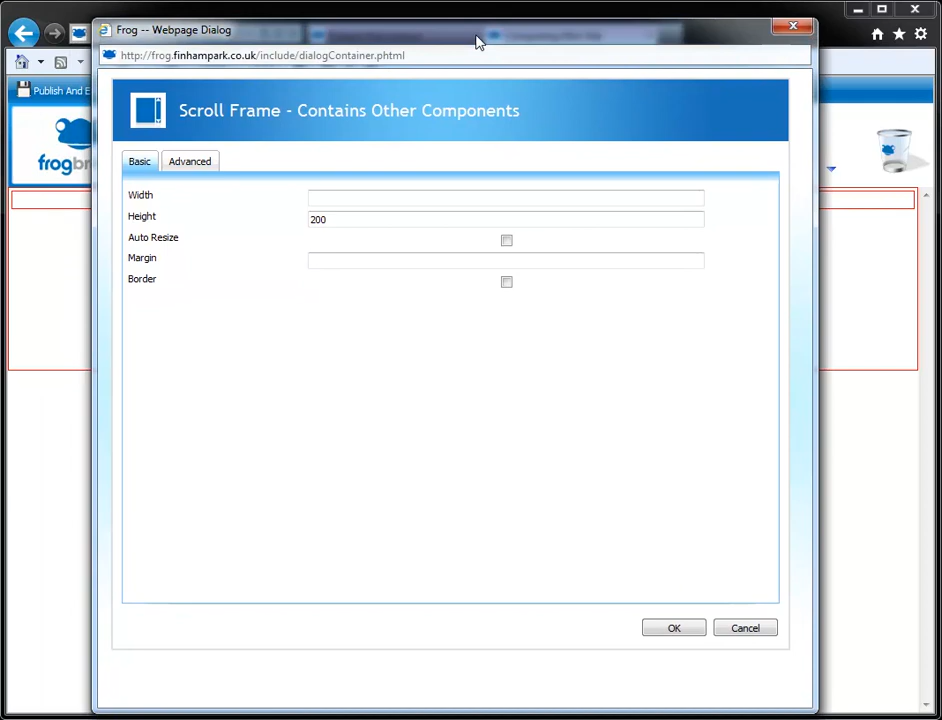 Frog -- Webpage Dialog
http://frog.finhampark.co.uk/include/dialogContainer.phtml
Publish And E
Scroll Frame - Contains Other Components
frogbr
Basic
Advanced
Width
Height
200
Auto Resize
Margin
Border
OK
Cancel